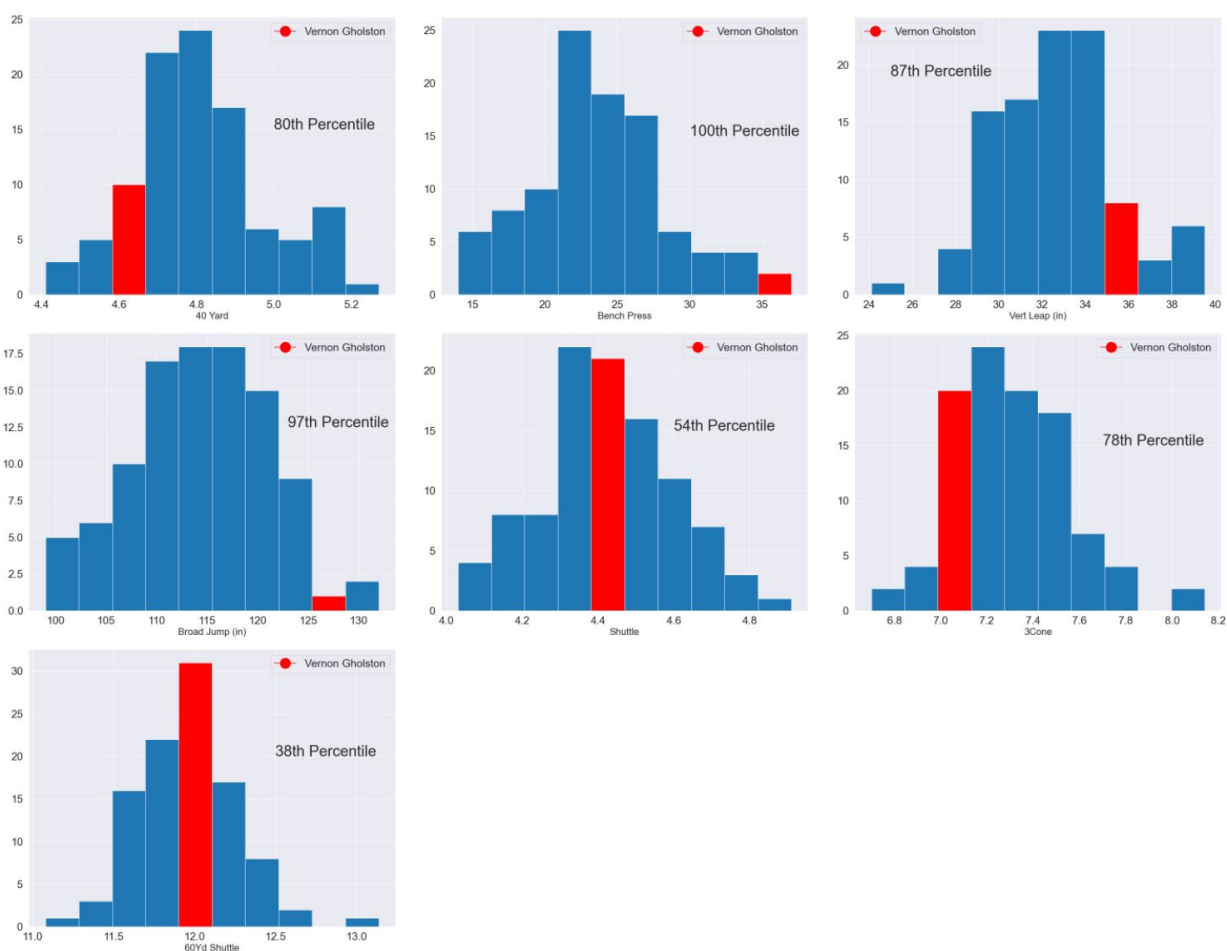 25
20
15
10
5
0
Vernon Gholston
80th Percentile
4.4 4.6 4.8 5.0 5.2
40 Yard
25
20
15
10
5
0
Vernon Gholston
100th Percentile
15 20 25 30 35
Bench Press
20
15
10
5
0
Vernon Gholston
87th Percentile
24 26 28 30 32 34 36 38 40
Vert Leap (in)
17.5
15.0
12.5
10.0
7.5
5.0
2.5
0.0
Vernon Gholston
97th Percentile
100 105 110 115 120 125 130
Broad Jump (in)
20
15
10
5
0
Vernon Gholston
54th Percentile
4.0 4.2 4.4 4.6 4.8
Shuttle
25
20
15
10
5
0
Vernon Gholston
78th Percentile
6.8 7.0 7.2 7.4 7.6 7.8 8.0 8.2
3Cone
30
25
20
15
10
5
0
Vernon Gholston
38th Percentile
11.0 11.5 12.0 12.5 13.0
60Yd Shuttle